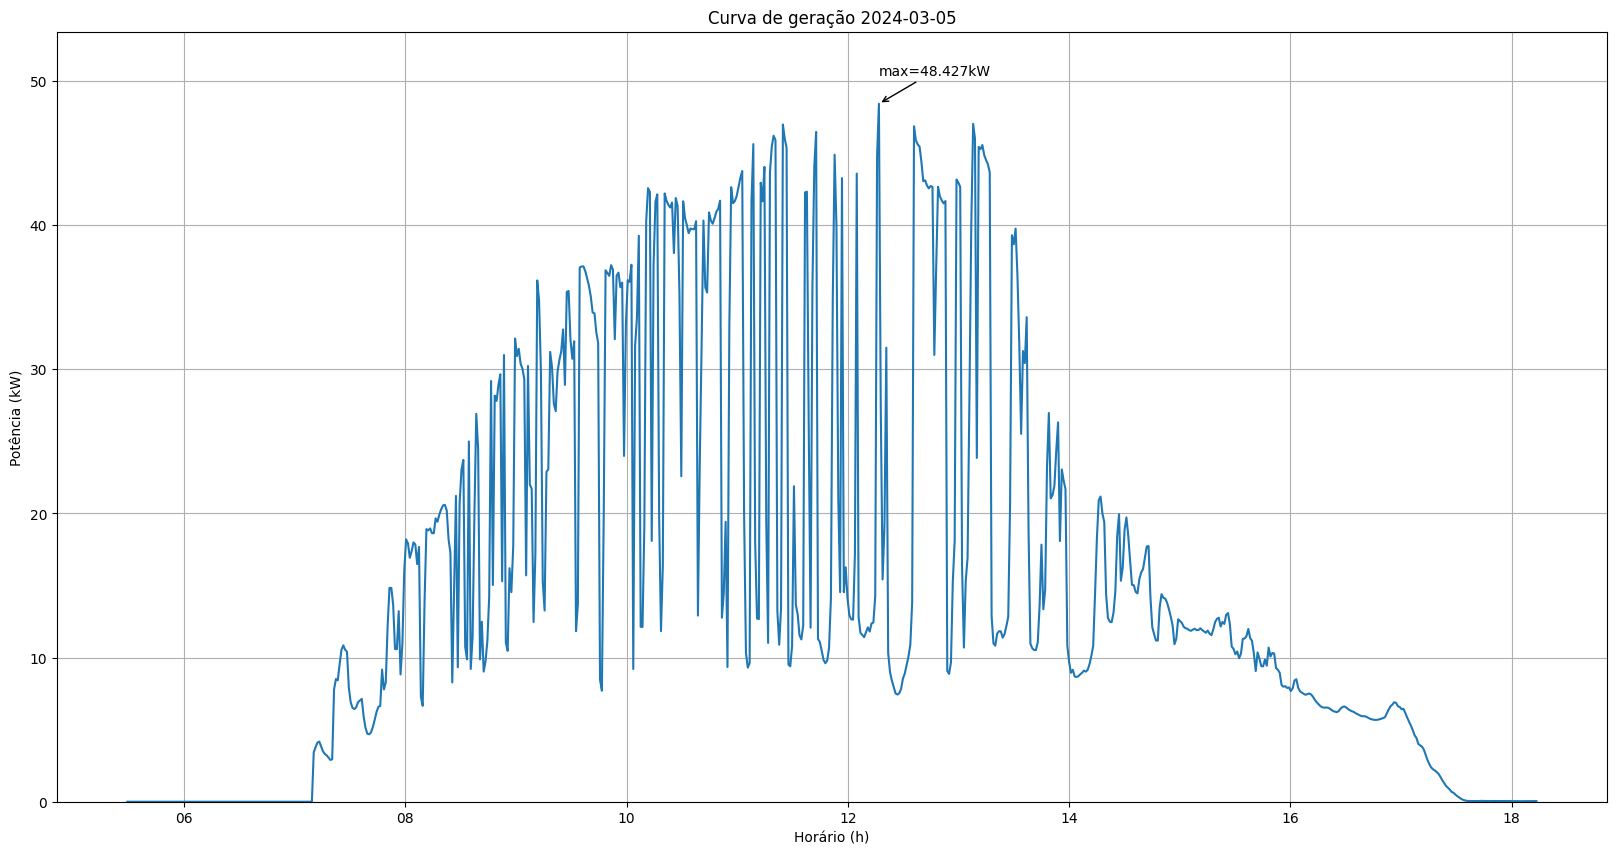 Curva de geração 2024-03-05
max=48.427kW
50
40
30
20
10
0
Potência (kW)
06 08 10 12 14 16 18
Horário (h)